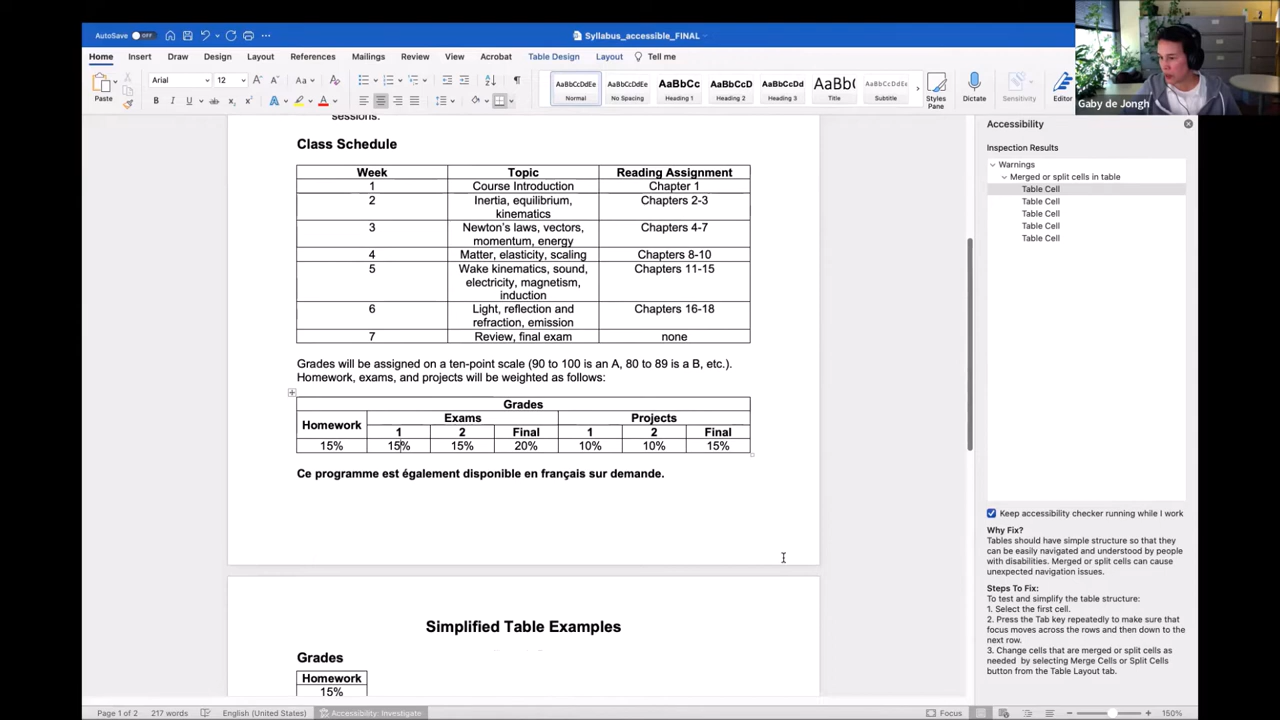 AutoSave OFF
Syllabus_accessible_FINAL
Home Insert Draw Design Layout References Mailings Review View Acrobat Table Design Layout Tell me
Paste
Arial 12
AaBbCcDdEe Normal
AaBbCcDdEe No Spacing
AaBbCc Heading 1
AaBbCcD Heading 2
AaBbCcDd Heading 3
AaBb( Title
AaBbCcDdEe Subtitle
Styles Pane
Dictate
Sensitivity
Editor
Gaby de Jongh
sessions.
Class Schedule
Week Topic Reading Assignment
1 Course Introduction Chapter 1
2 Inertia, equilibrium, Chapters 2-3
kinematics
3 Newton's laws, vectors, Chapters 4-7
momentum, energy
4 Matter, elasticity, scaling Chapters 8-10
5 Wake kinematics, sound, Chapters 11-15
electricity, magnetism,
induction
6 Light, reflection and Chapters 16-18
refraction, emission
7 Review, final exam none
Grades will be assigned on a ten-point scale (90 to 100 is an A, 80 to 89 is a B, etc.).
Homework, exams, and projects will be weighted as follows:
Grades
Homework Exams Projects
1 2 Final 1 2 Final
15% 15% 15% 20% 10% 10% 15%
Ce programme est également disponible en français sur demande.
Simplified Table Examples
Grades
Homework
15%
Accessibility
Inspection Results
Warnings
Merged or split cells in table
Table Cell
Table Cell
Table Cell
Table Cell
Table Cell
Keep accessibility checker running while I work
Why Fix?
Tables should have simple structure so that they
can be easily navigated and understood by people
with disabilities. Merged or split cells can cause
unexpected navigation issues.
Steps To Fix:
To test and simplify the table structure:
1. Select the first cell.
2. Press the Tab key repeatedly to make sure that
focus moves across the rows and then down to the
next row.
3. Change cells that are merged or split cells as
needed by selecting Merge Cells or Split Cells
button from the Table Layout tab.
Page 1 of 2 217 words English (United States) Accessibility: Investigate Focus 150%